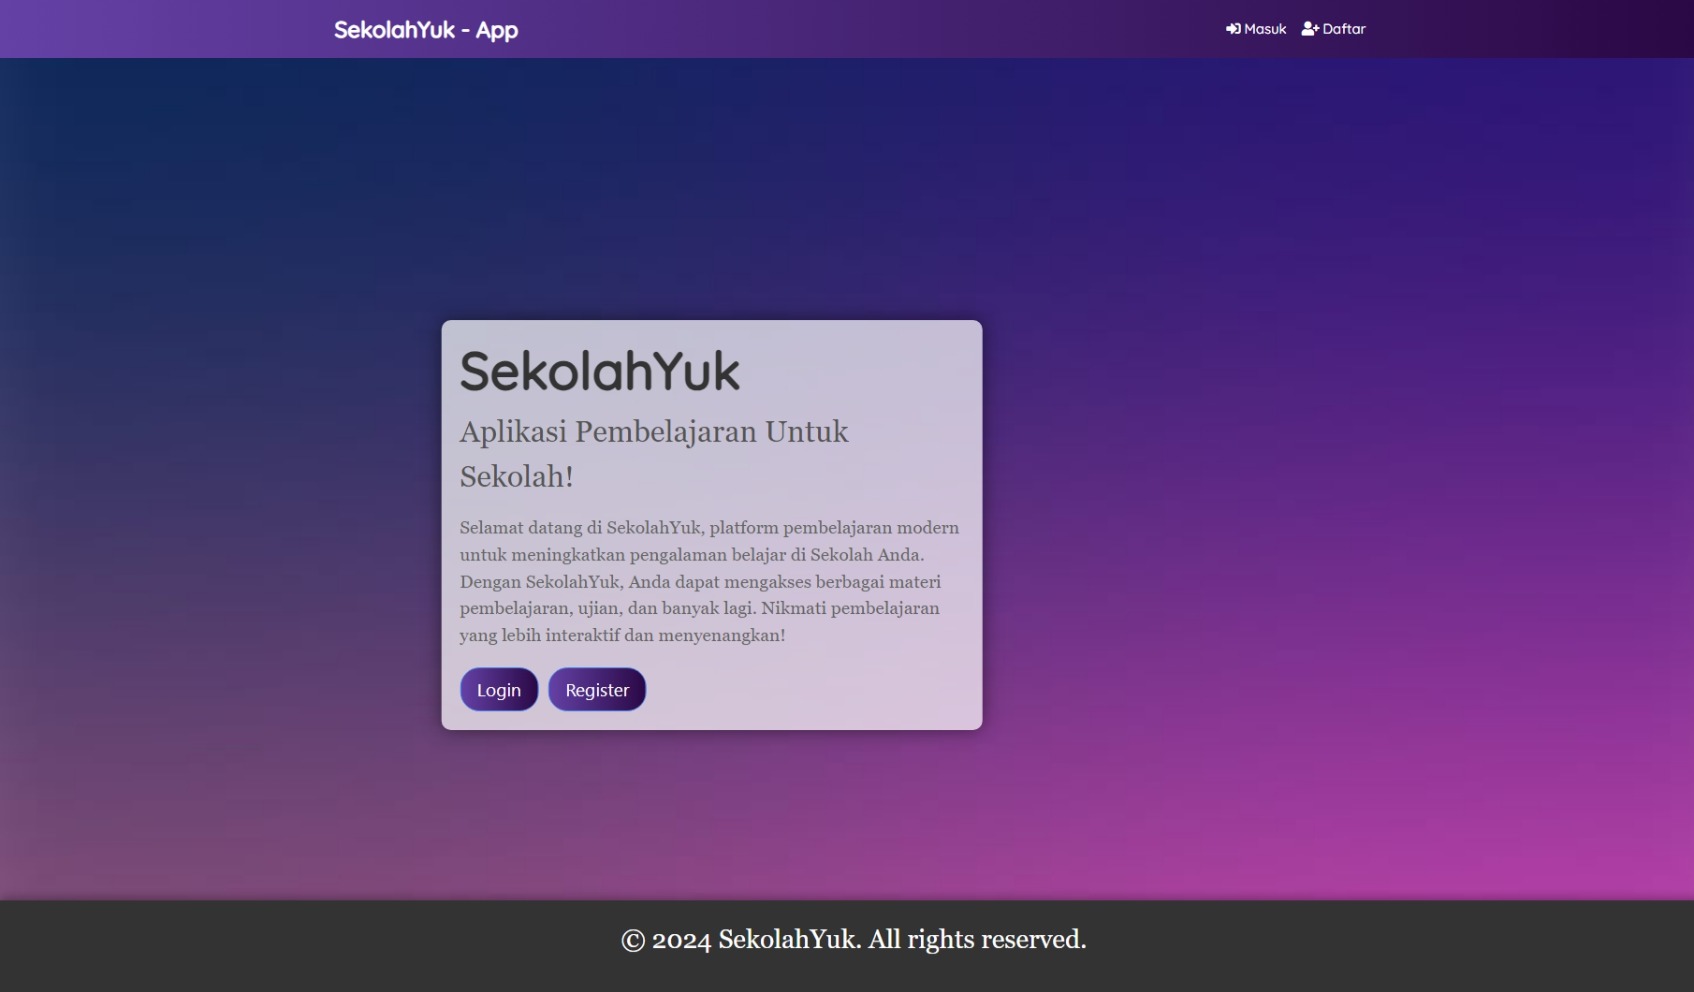 SekolahYuk - App
Masuk
Daftar
SekolahYuk
Aplikasi Pembelajaran Untuk
Sekolah!
Selamat datang di SekolahYuk, platform pembelajaran modern
untuk meningkatkan pengalaman belajar di Sekolah Anda.
Dengan SekolahYuk, Anda dapat mengakses berbagai materi
pembelajaran, ujian, dan banyak lagi. Nikmati pembelajaran
yang lebih interaktif dan menyenangkan!
Login
Register
© 2024 SekolahYuk. All rights reserved.